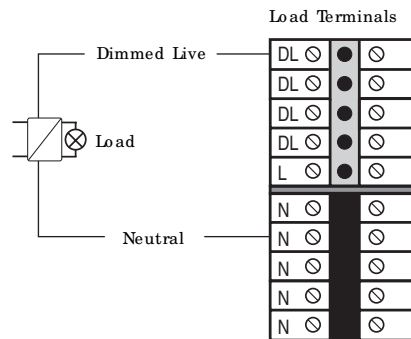 Load Terminals
Dimmed Live
DL
DL
DL
DL
Load
L
N
Neutral
N
N
N
N